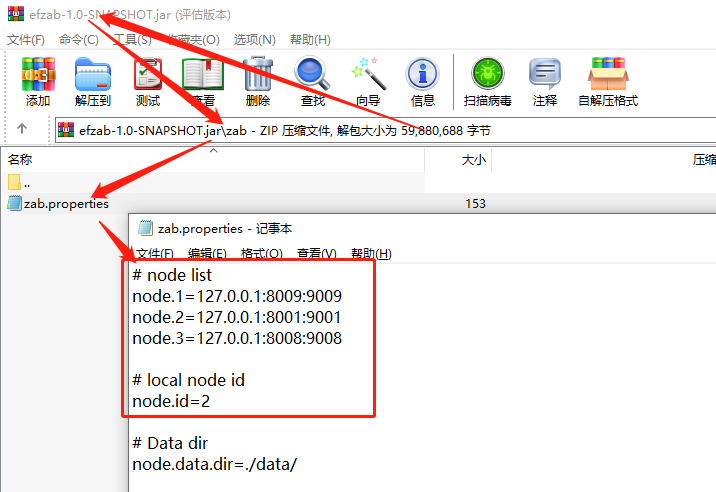 efzab-1.0-SNAPSHOT.jar (评估版本)
文件(F) 命令(C) 工具(S) 收藏夹(O) 选项(N) 帮助(H)
添加 解压到 测试 查看 删除 查找 向导 信息 扫描病毒 注释 自解压格式
efzab-1.0-SNAPSHOT.jar\zab - ZIP 压缩文件, 解包大小为 59,880,688 字节
名称 大小 压缩
..
zab.properties 153
zab.properties - 记事本
文件(F) 编辑(E) 格式(O) 查看(V) 帮助(H)
# node list
node.1=127.0.0.1:8009:9009
node.2=127.0.0.1:8001:9001
node.3=127.0.0.1:8008:9008
# local node id
node.id=2
# Data dir
node.data.dir=./data/